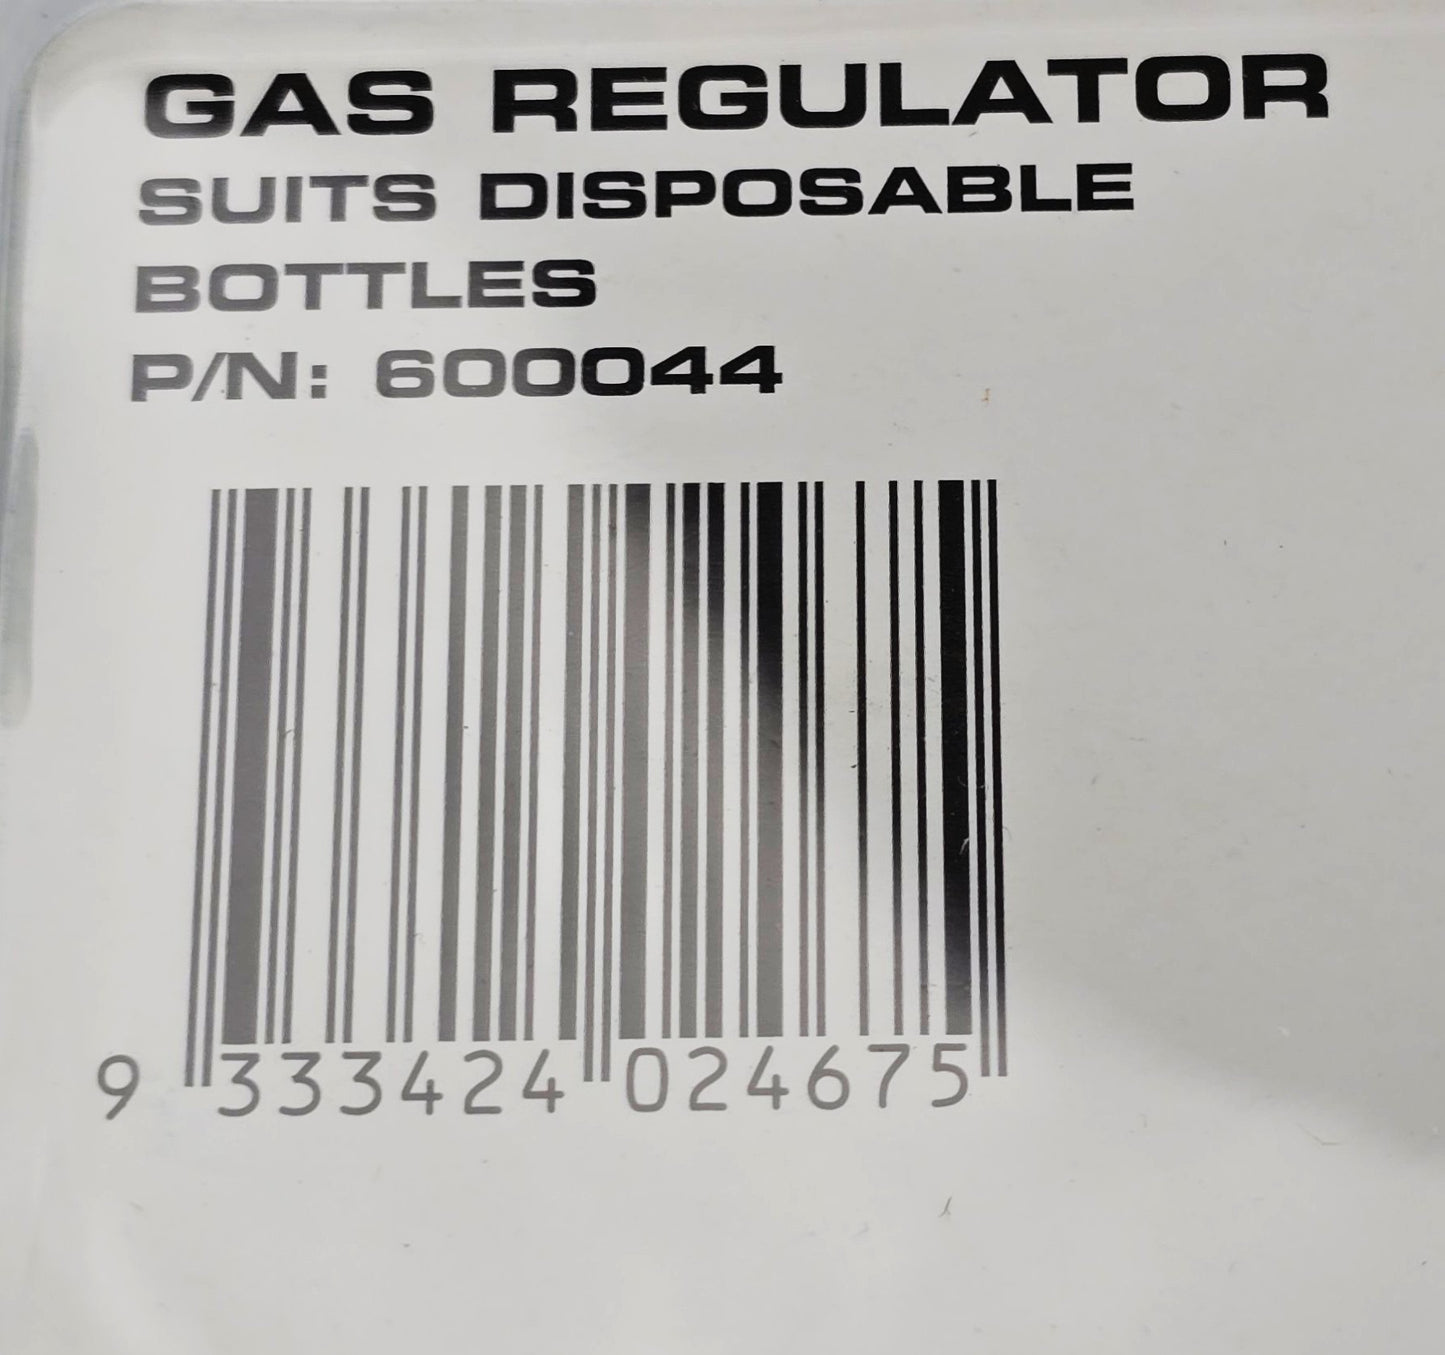 GAS REGULATOR
SUITS DISPOSABLE
BOTTLES
P/N: 600044
9 333424 024675